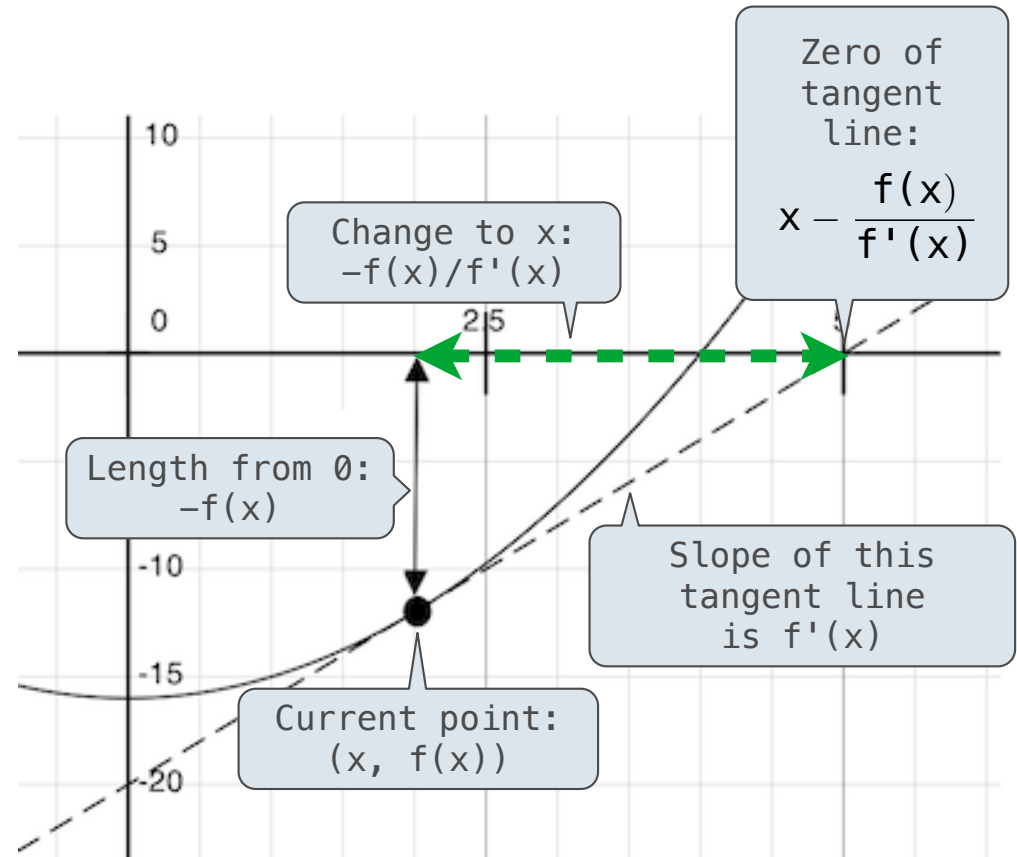 Zero of
tangent
line:
x – f(x)/f'(x)
10
Change to x:
–f(x)/f'(x)
5
0
2.5
Length from 0:
–f(x)
-10
Slope of this
tangent line
is f'(x)
-15
Current point:
(x, f(x))
-20